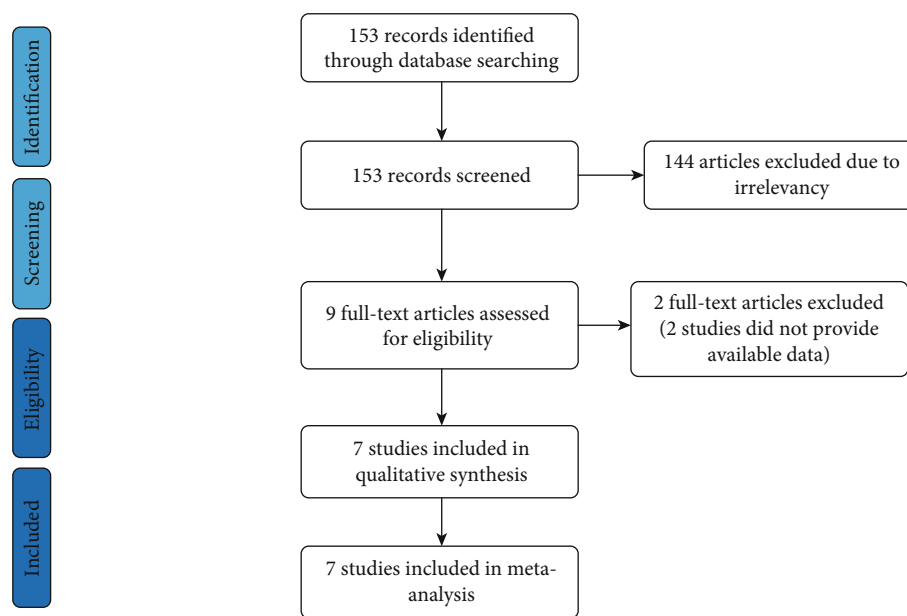 Identification
Screening
Eligibility
Included
153 records identified
through database searching
153 records screened
144 articles excluded due to
irrelevancy
9 full-text articles assessed
for eligibility
2 full-text articles excluded
(2 studies did not provide
available data)
7 studies included in
qualitative synthesis
7 studies included in meta-
analysis